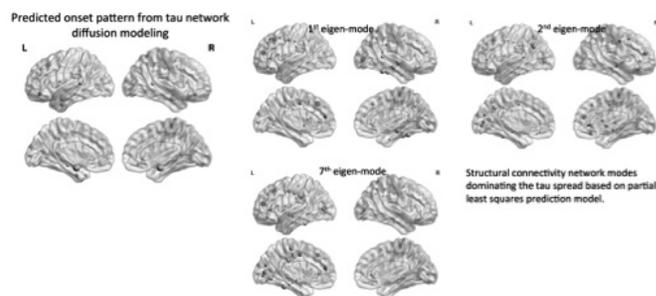 Predicted onset pattern from tau network
diffusion modeling
L
R
L
1st eigen-mode
R
L
2nd eigen-mode
R
L
7th eigen-mode
R
Structural connectivity network modes
dominating the tau spread based on partial
least squares prediction model.